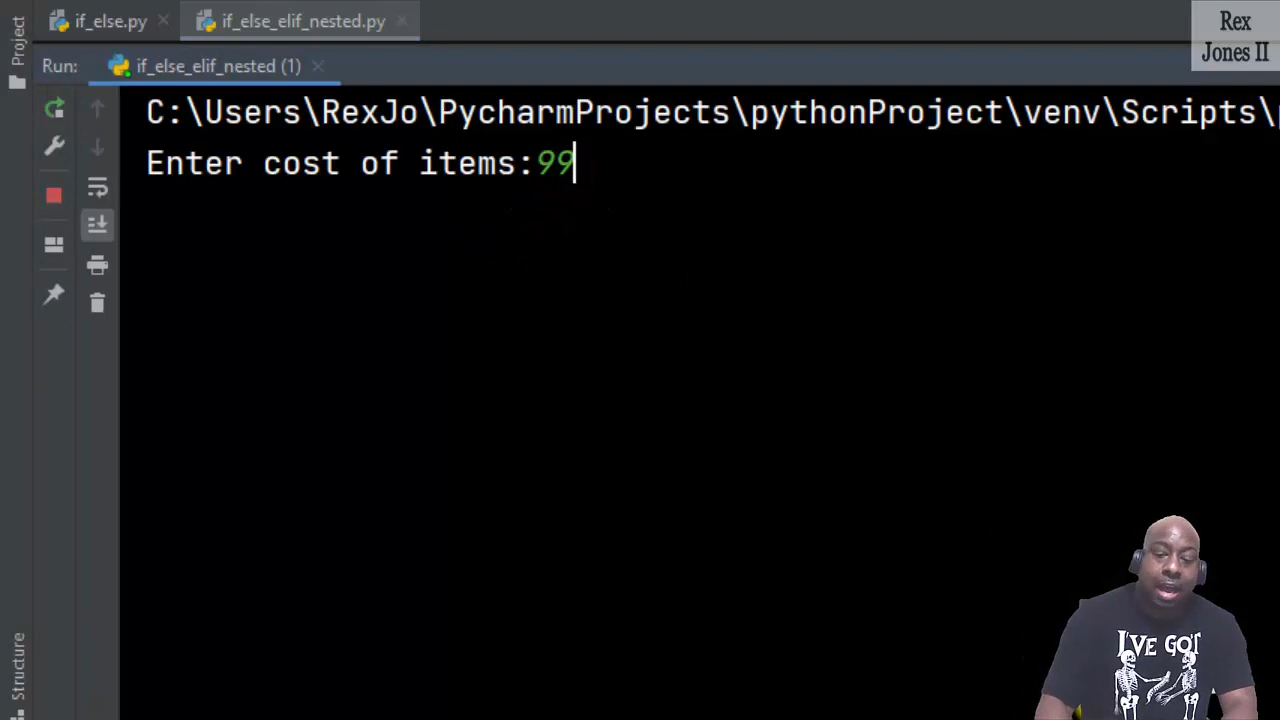 Project
if_else.py
if_else_elif_nested.py
Rex
Jones II
Run:
if_else_elif_nested (1)
C:\Users\RexJo\PycharmProjects\pythonProject\venv\Scripts\
Enter cost of items:99
I'VE GOT
Structure